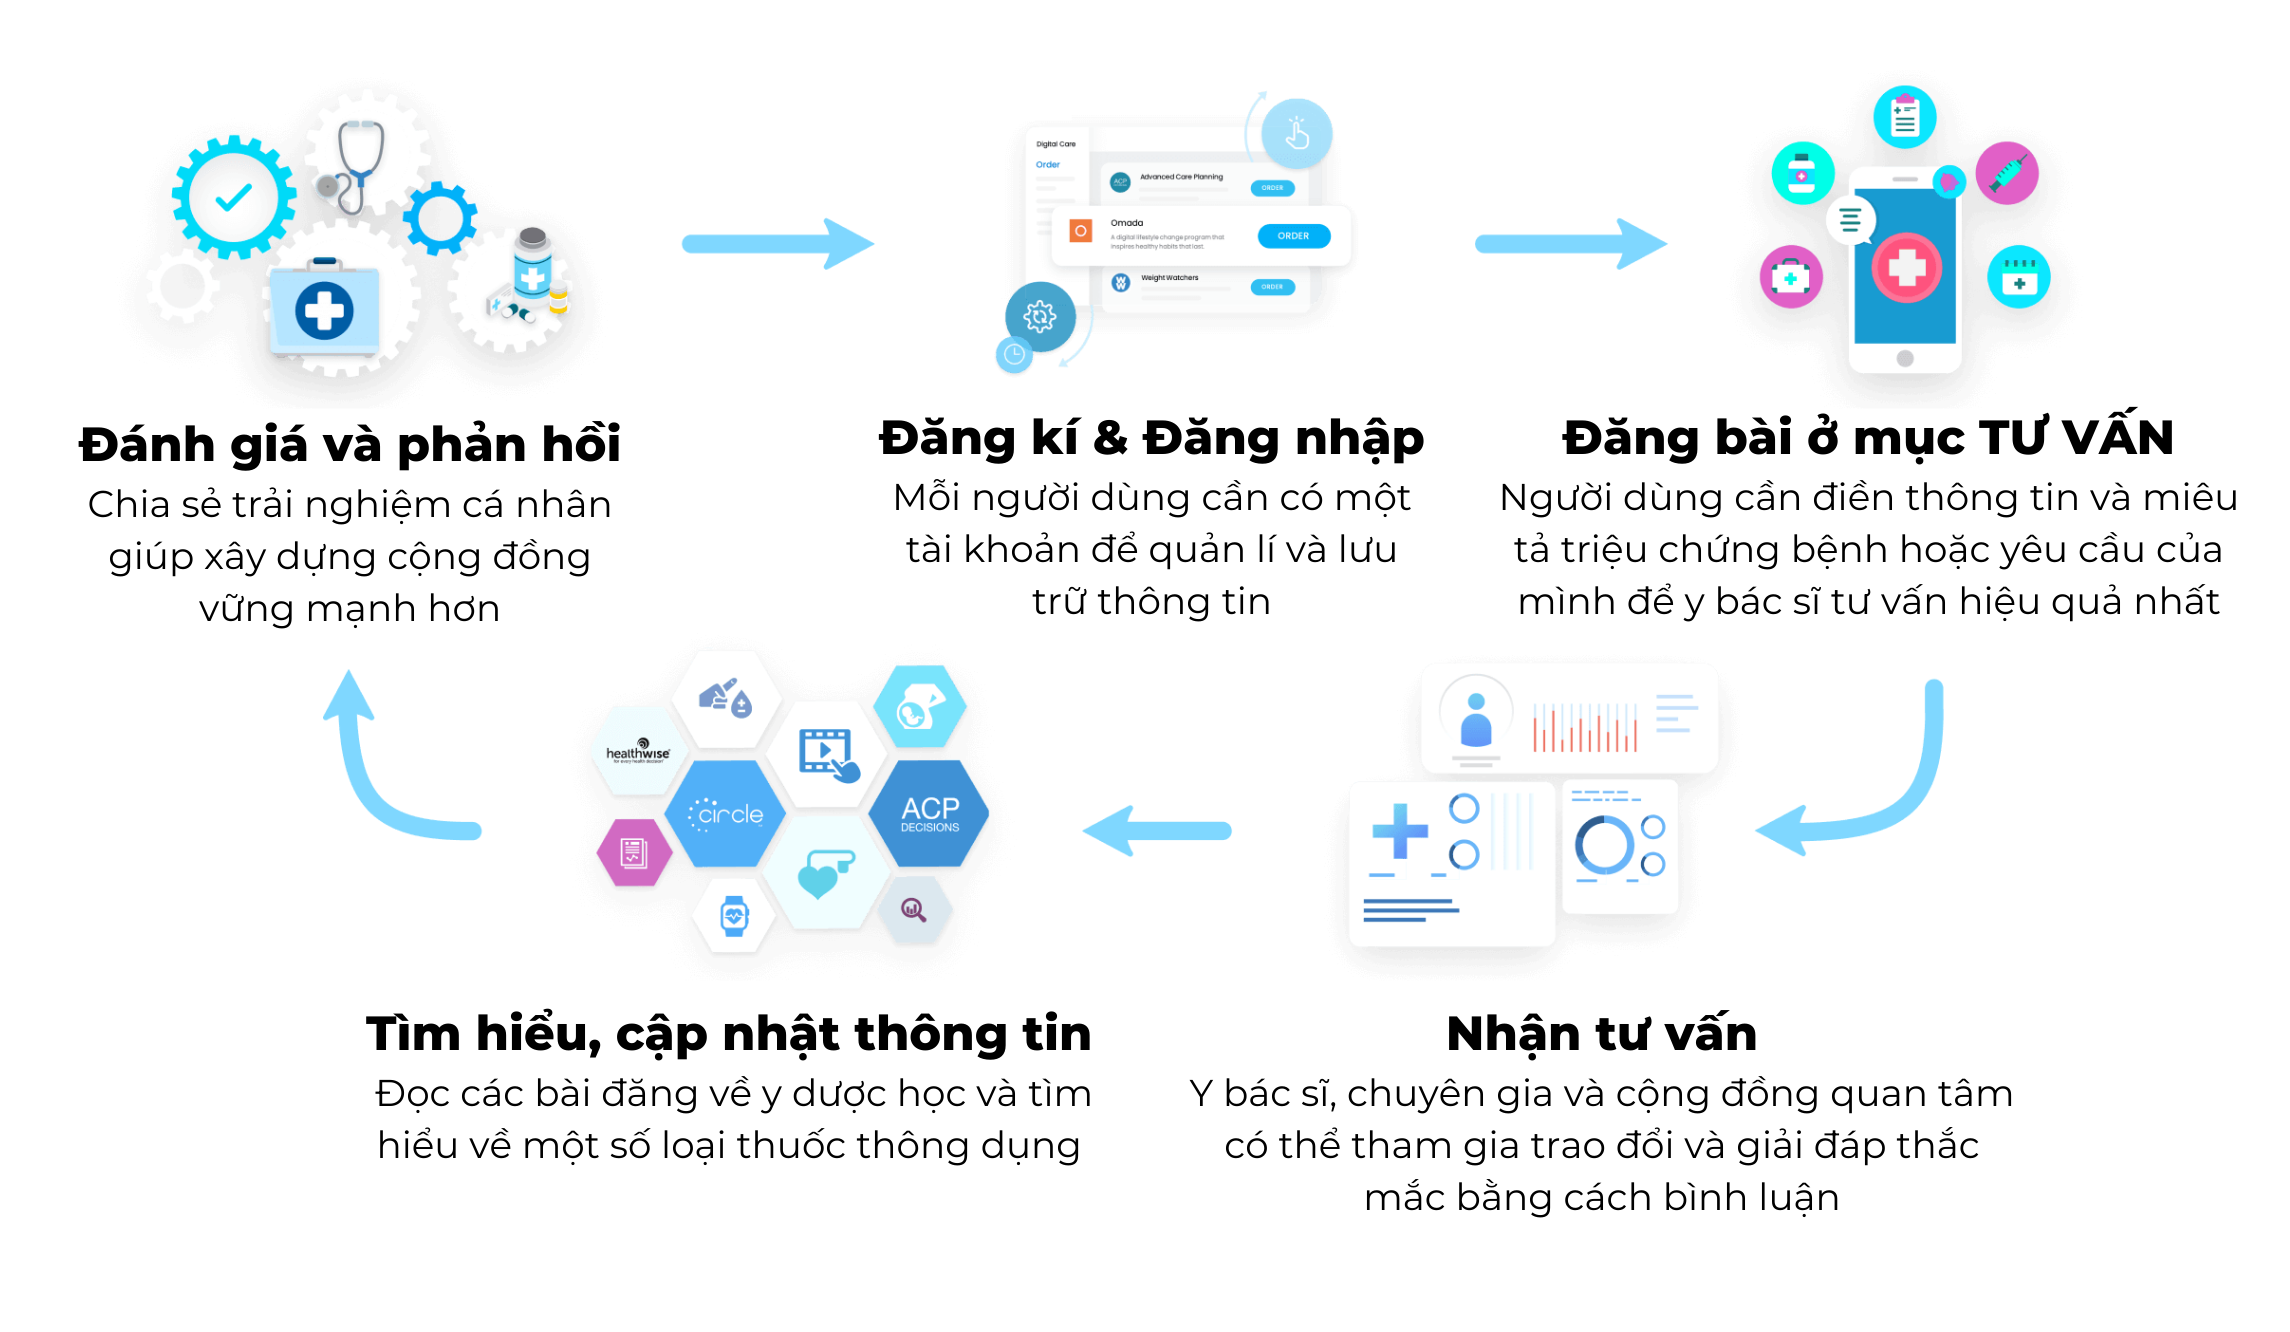 Digital Care
Order
ACP
Advanced Care Planning
ORDER
Omada
A digital lifestyle change program that
inspires healthy habits that last.
ORDER
Weight Watchers
ORDER
Đánh giá và phản hồi
Chia sẻ trải nghiệm cá nhân
giúp xây dựng cộng đồng
vững mạnh hơn
Đăng kí & Đăng nhập
Mỗi người dùng cần có một
tài khoản để quản lí và lưu
trữ thông tin
Đăng bài ở mục TƯ VẤN
Người dùng cần điền thông tin và miêu
tả triệu chứng bệnh hoặc yêu cầu của
mình để y bác sĩ tư vấn hiệu quả nhất
healthwise
for every health decision
circle
ACP
DECISIONS
Tìm hiểu, cập nhật thông tin
Đọc các bài đăng về y dược học và tìm
hiểu về một số loại thuốc thông dụng
Nhận tư vấn
Y bác sĩ, chuyên gia và cộng đồng quan tâm
có thể tham gia trao đổi và giải đáp thắc
mắc bằng cách bình luận